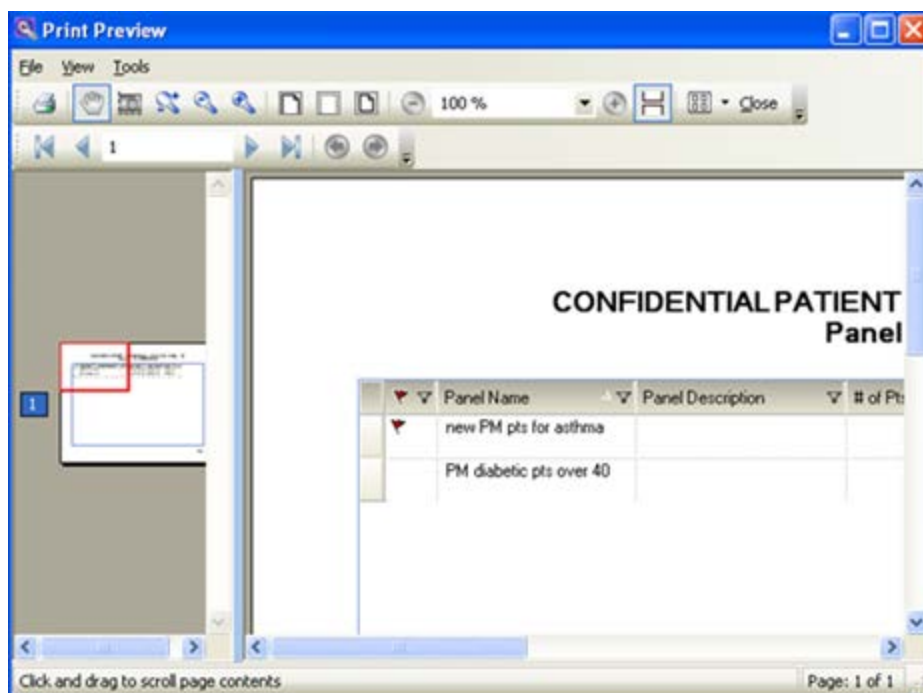 Print Preview
File View Tools
100 % Close
1
CONFIDENTIAL PATIENT
Panel
Panel Name Panel Description # of Pts
new PM pts for asthma
PM diabetic pts over 40
1
Click and drag to scroll page contents Page: 1 of 1